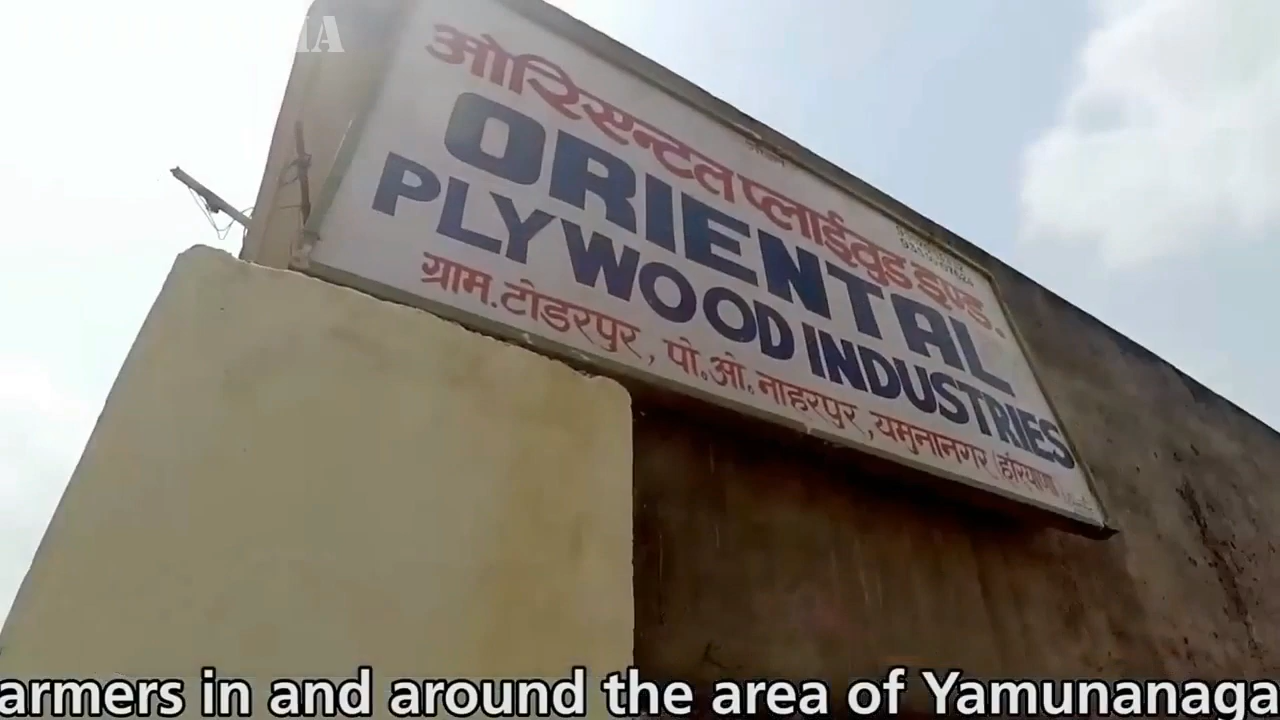 ओरिएन्टल प्लाईवुड इण्ड.
ORIENTAL
PLYWOOD INDUSTRIES
ग्राम.टोडरपुर, पो.ओ.नाहरपुर,यमुनानगर (हरियाणा
armers in and around the area of Yamunanaga